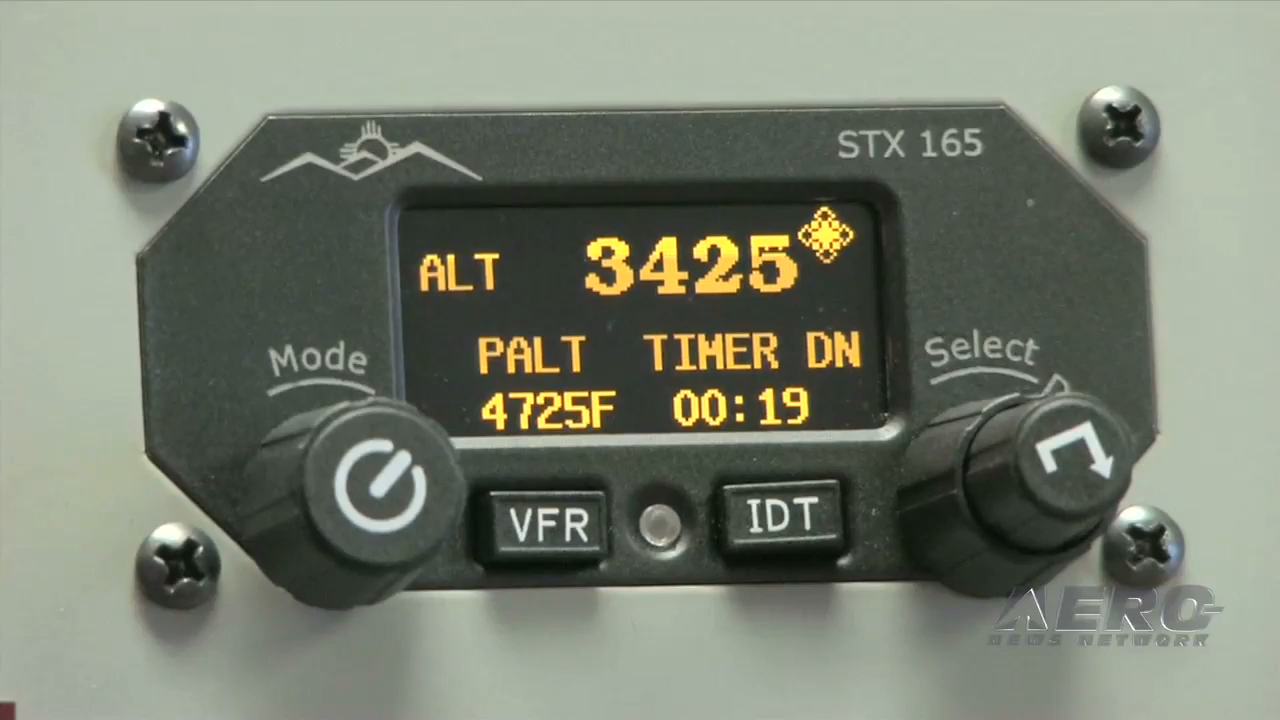 STX 165
ALT 3425
PALT TIMER DN
4725F 00:19
Mode
Select
VFR
IDT
AERO
NEWS NETWORK